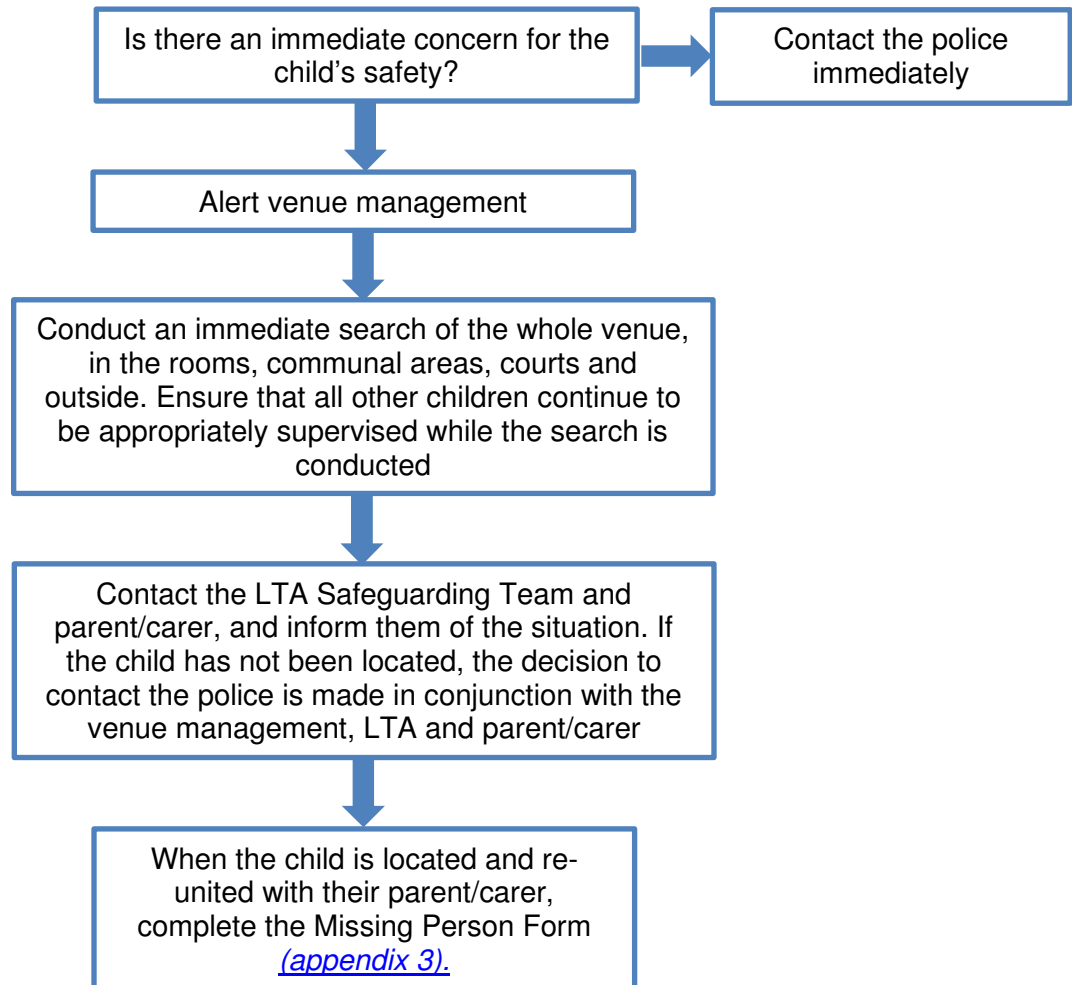 Is there an immediate concern for the
child's safety?
Contact the police
immediately
Alert venue management
Conduct an immediate search of the whole venue,
in the rooms, communal areas, courts and
outside. Ensure that all other children continue to
be appropriately supervised while the search is
conducted
Contact the LTA Safeguarding Team and
parent/carer, and inform them of the situation. If
the child has not been located, the decision to
contact the police is made in conjunction with the
venue management, LTA and parent/carer
When the child is located and re-
united with their parent/carer,
complete the Missing Person Form
(appendix 3).